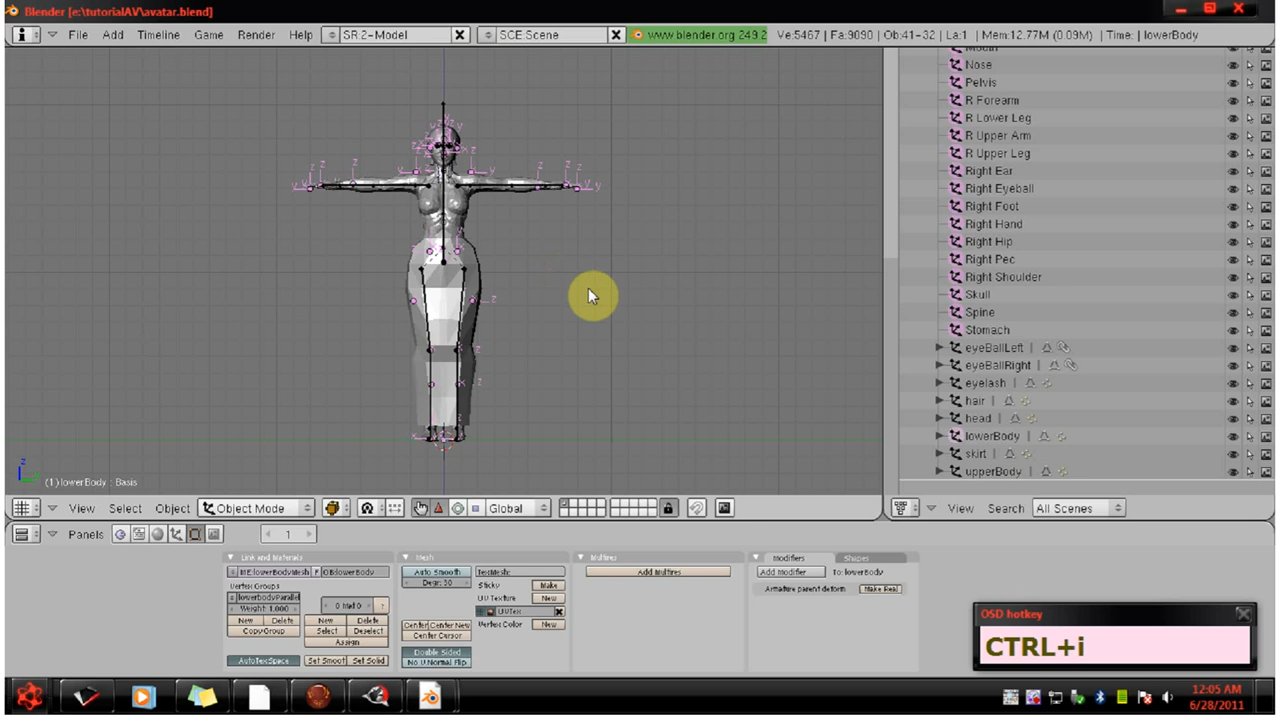 Blender [e:\tutorialAV\avatar.blend]
File Add Timeline Game Render Help SR:2-Model SCE:Scene www.blender.org 249.2 Ve:5467 | Fa:9090 | Ob:41-32 | La:1 | Mem:12.77M (0.09M) | Time: | lowerBody
Mouth
Nose
Pelvis
R Forearm
R Lower Leg
R Upper Arm
R Upper Leg
Right Ear
Right Eyeball
Right Foot
Right Hand
Right Hip
Right Pec
Right Shoulder
Skull
Spine
Stomach
eyeBallLeft
eyeBallRight
eyelash
hair
head
lowerBody
skirt
upperBody
(1) lowerBody : Basis
View Select Object Object Mode Global
View Search All Scenes
Panels 1
Link and Materials
ME:lowerBodyMesh F OB:lowerBody
Vertex Groups
lowerbodyParallel
Weight: 1.000
0 Mat 0 ?
New Delete New Delete
Copy Group Select Deselect
Assign
AutoTexSpace Set Smoot Set Solid
Mesh
Auto Smooth
Degr: 30
TexMesh:
Sticky Make
UV Texture New
UVTex
Center Center New
Center Cursor
Vertex Color New
Double Sided
No V.Normal Flip
Multires
Add Multires
Modifiers Shapes
Add Modifier To: lowerBody
Armature parent deform Make Real
OSD hotkey
CTRL+i
12:05 AM
6/28/2011